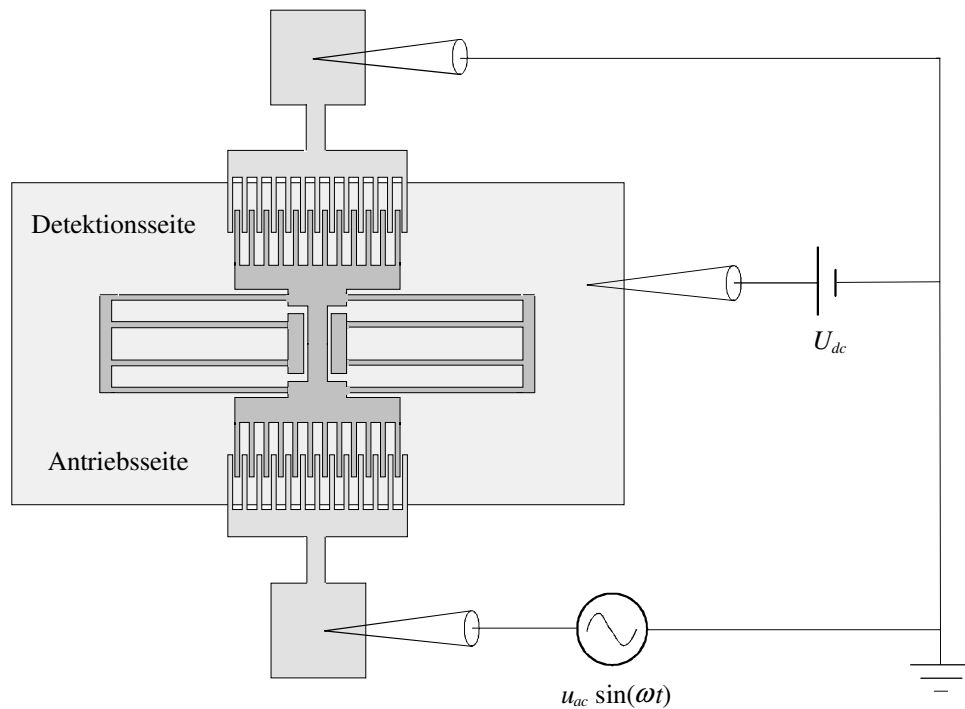 Detektionsseite
U_dc
Antriebsseite
u_ac sin(ωt)